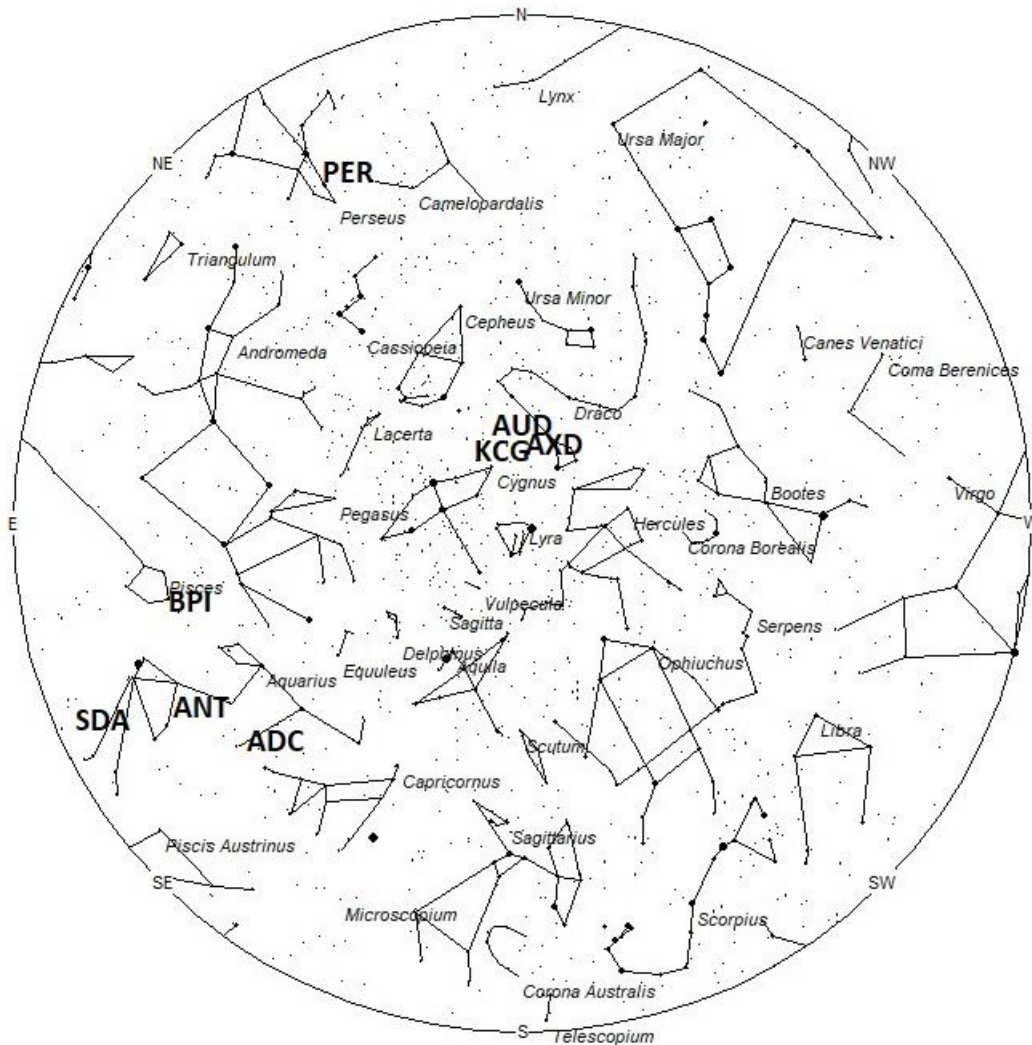 N
Lynx
Ursa Major
NE
NW
PER
Camelopardalis
Perseus
Triangulum
Ursa Minor
Cepheus
Canes Venatici
Cassiopeia
Andromeda
Coma Berenices
Draco
AUD
Lacerta
AXD
KCG
Cygnus
Virgo
Bootes
Pegasus
Hercules
E
W
Lyra
Corona Borealis
Pisces
BPI
Vulpecula
Sagitta
Serpens
Delphinus
Aquila
Ophiuchus
Equuleus
Aquarius
ANT
SDA
Libra
ADC
Scutum
Capricornus
Sagittarius
Piscis Austrinus
SE
SW
Microscopium
Scorpius
Corona Australis
S
Telescopium